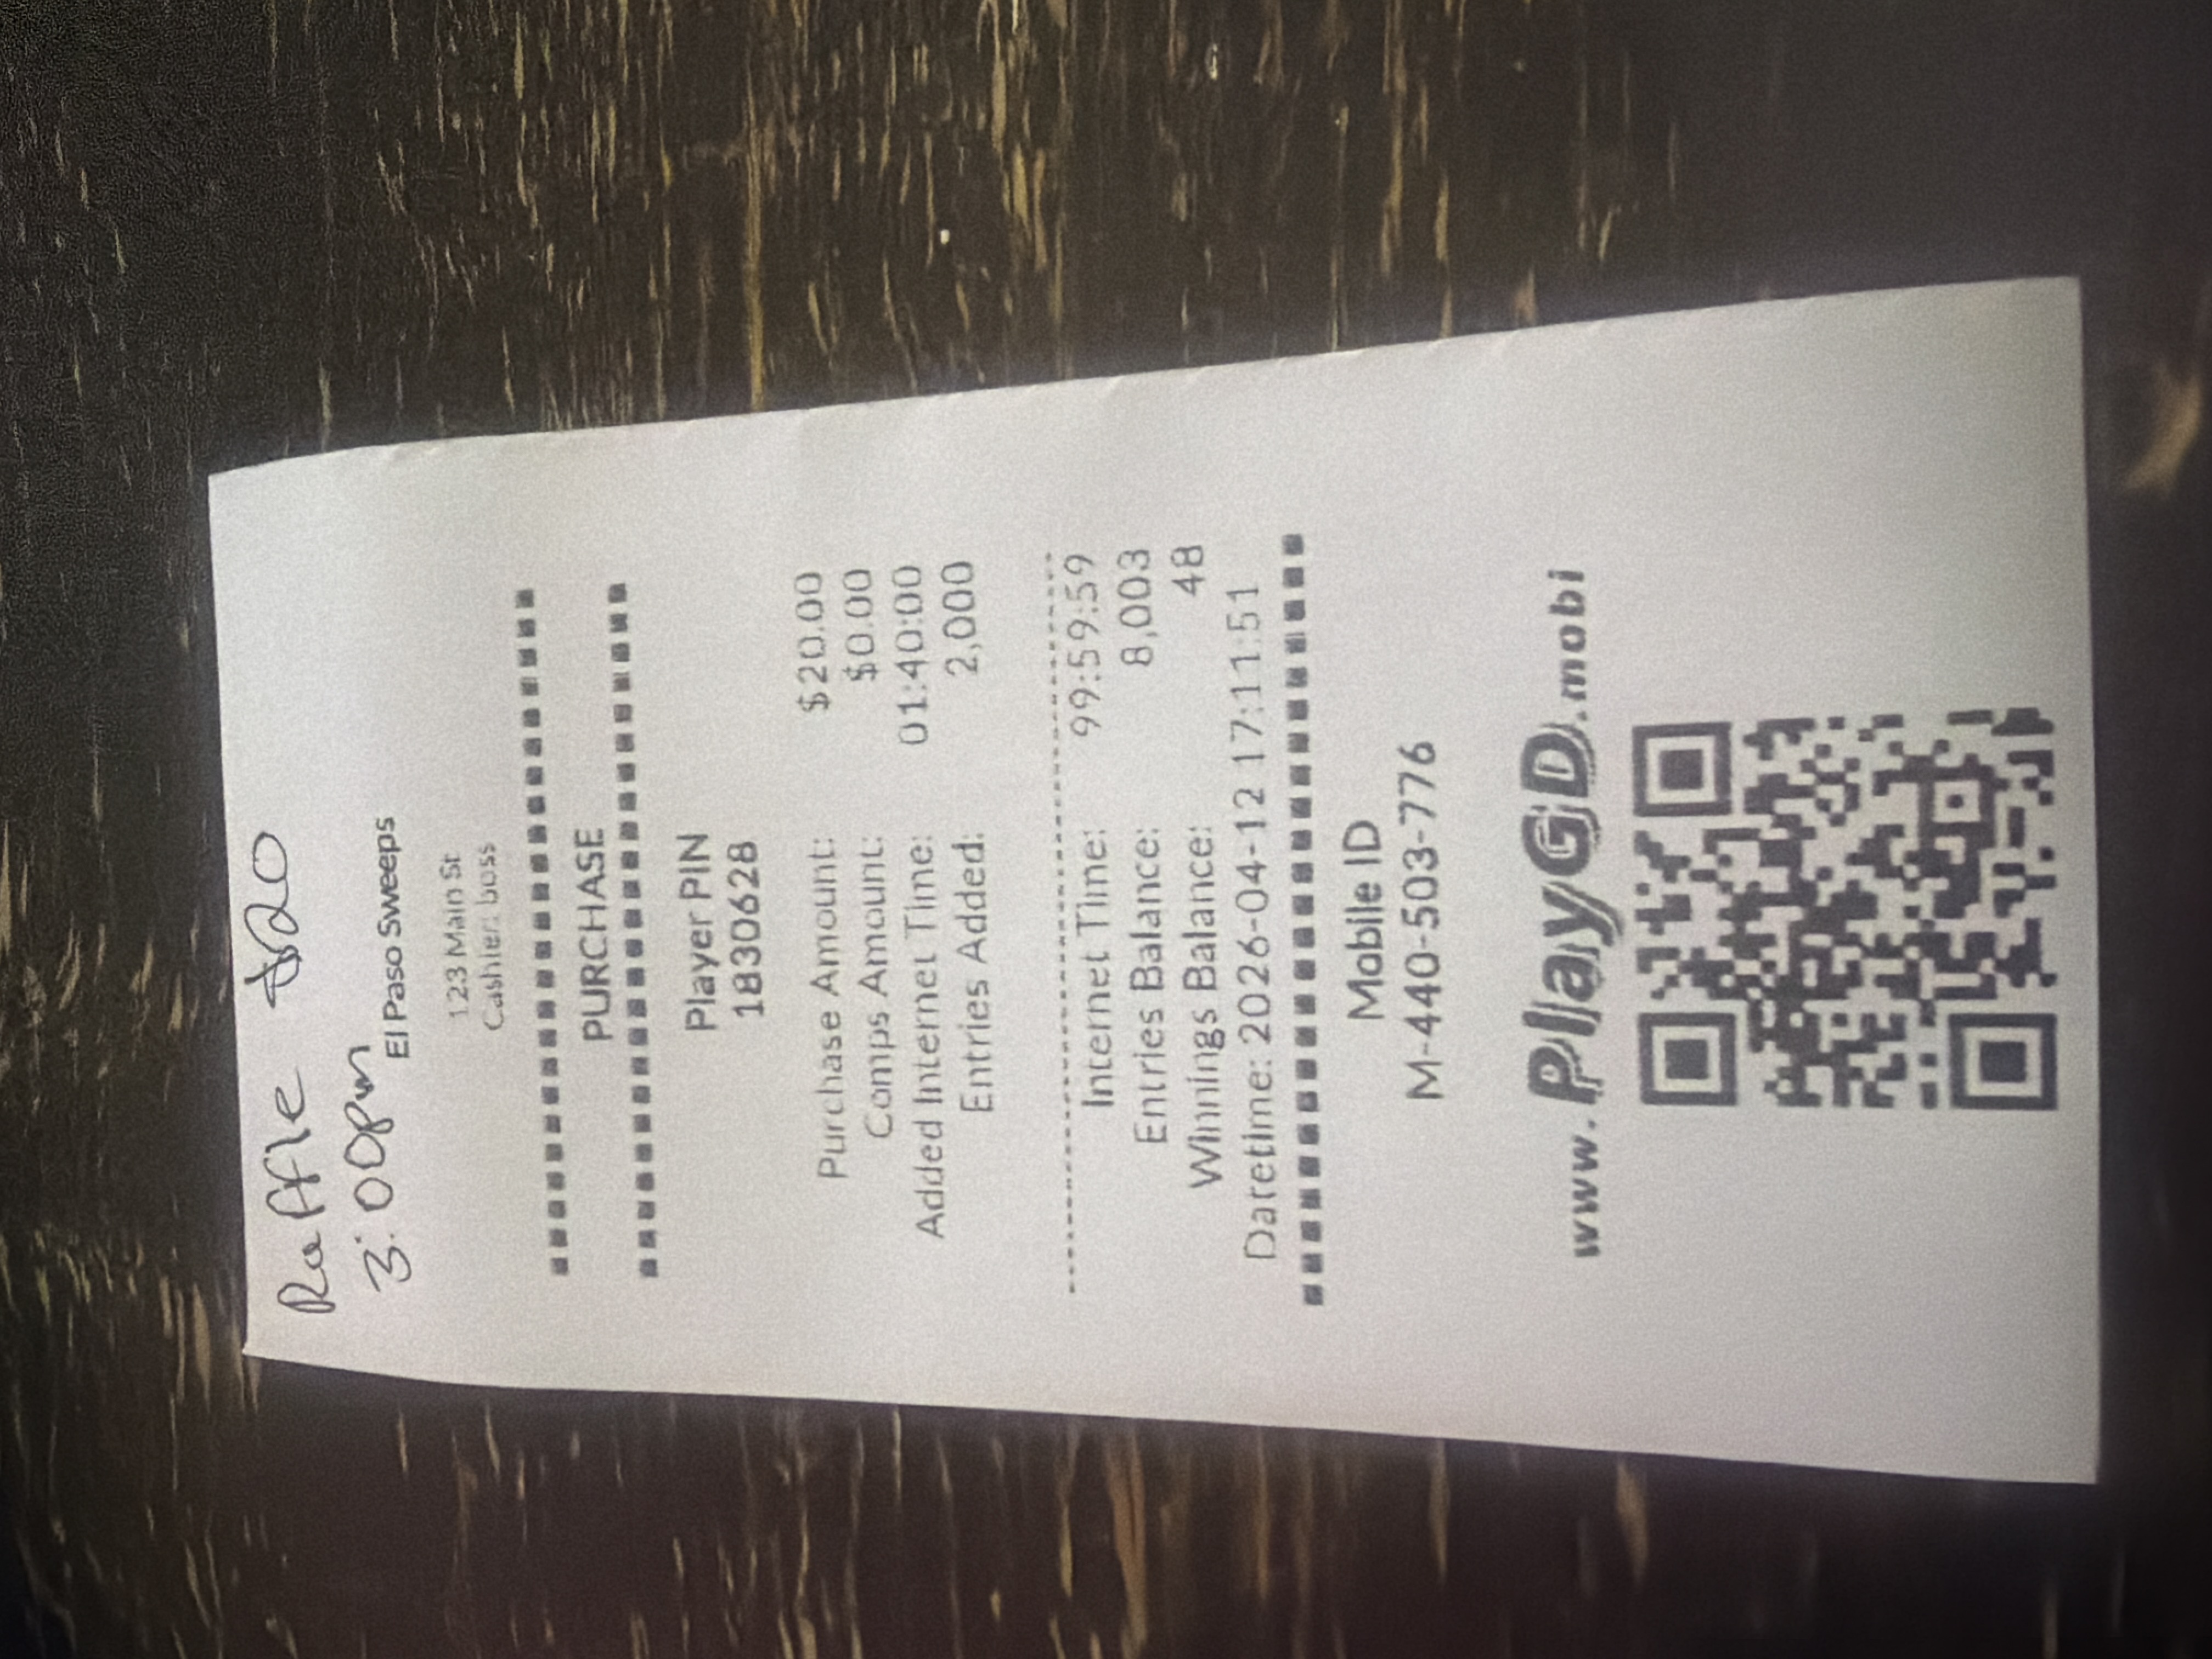 Raffle $20
3:00pm
El Paso Sweeps
123 Main St
Cashier: boss
PURCHASE
Player PIN
1830628
Purchase Amount: $20.00
Comps Amount: $0.00
Added Internet Time: 01:40:00
Entries Added: 2,000
Internet Time: 99:59:59
Entries Balance: 8,003
Winnings Balance: 48
Daretime: 2026-04-12 17:11:51
Mobile ID
M-440-503-776
www.PlayGD.mobi